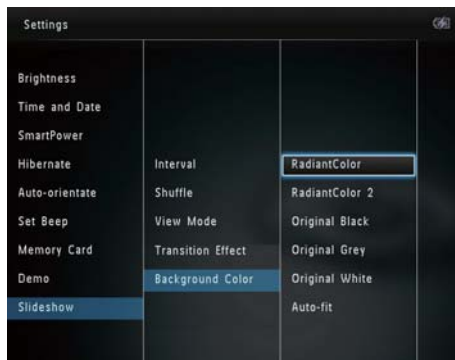 Settings
Brightness
Time and Date
SmartPower
Hibernate
Auto-orientate
Set Beep
Memory Card
Demo
Slideshow
Interval
Shuffle
View Mode
Transition Effect
Background Color
RadiantColor
RadiantColor 2
Original Black
Original Grey
Original White
Auto-fit